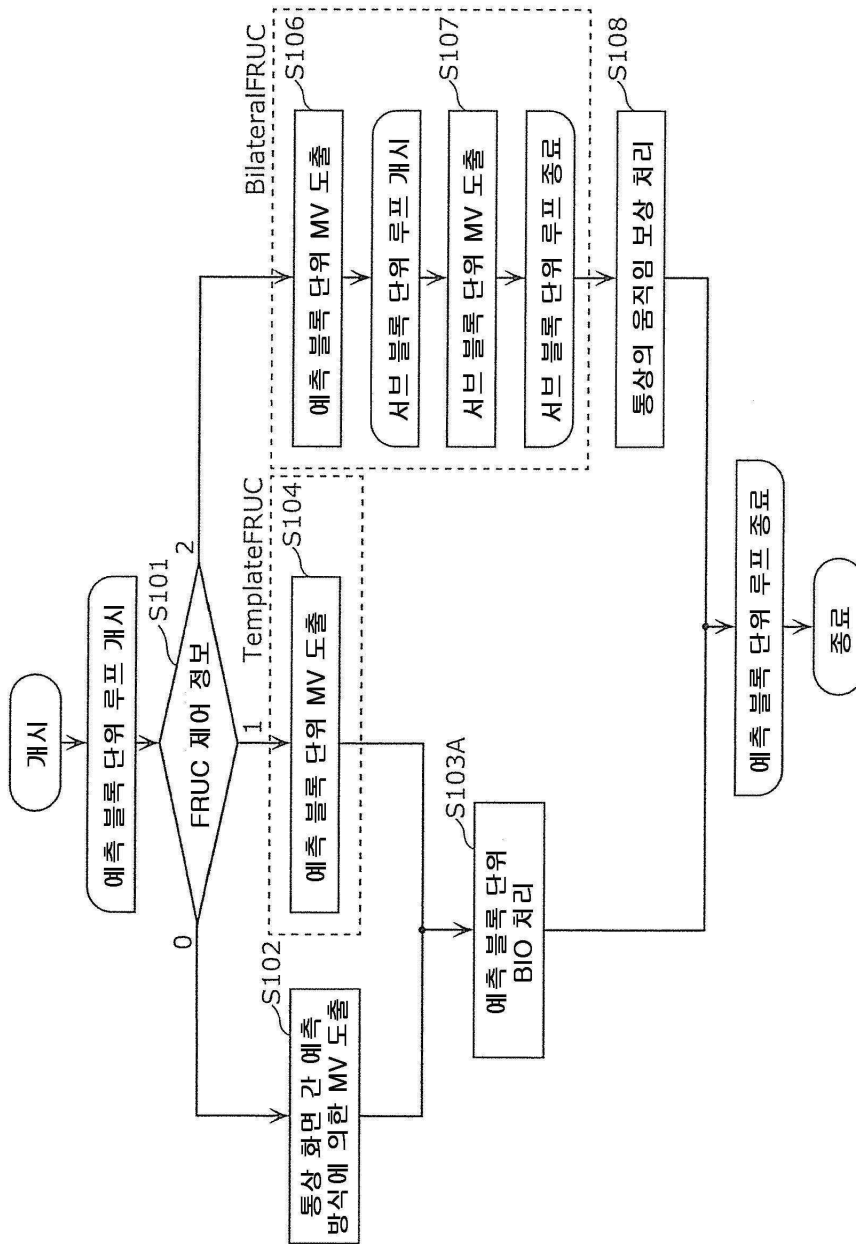 개시
예측 블록 단위 루프 개시
S101
FRUC 제어 정보
0
1
2
S102
통상 화면 간 예측
방식에 의한 MV 도출
TemplateFRUC
S104
예측 블록 단위 MV 도출
BilateralFRUC
S106
예측 블록 단위 MV 도출
서브 블록 단위 루프 개시
S107
서브 블록 단위 MV 도출
서브 블록 단위 루프 종료
S103A
예측 블록 단위
BIO 처리
S108
통상의 움직임 보상 처리
예측 블록 단위 루프 종료
종료